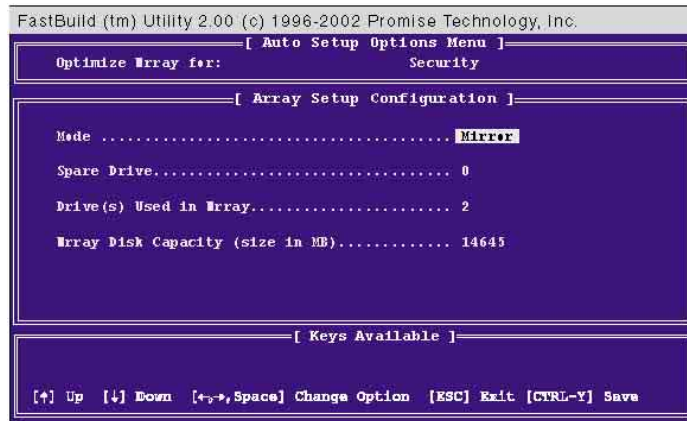 FastBuild (tm) Utility 2.00 (c) 1996-2002 Promise Technology, Inc.
[ Auto Setup Options Menu ]
Optimize Array for: Security
[ Array Setup Configuration ]
Mode ........................................ Mirror
Spare Drive.................................. 0
Drive(s) Used in Array....................... 2
Array Disk Capacity (size in MB)............. 14645
[ Keys Available ]
[↑] Up [↓] Down [←,→,Space] Change Option [ESC] Exit [CTRL-Y] Save